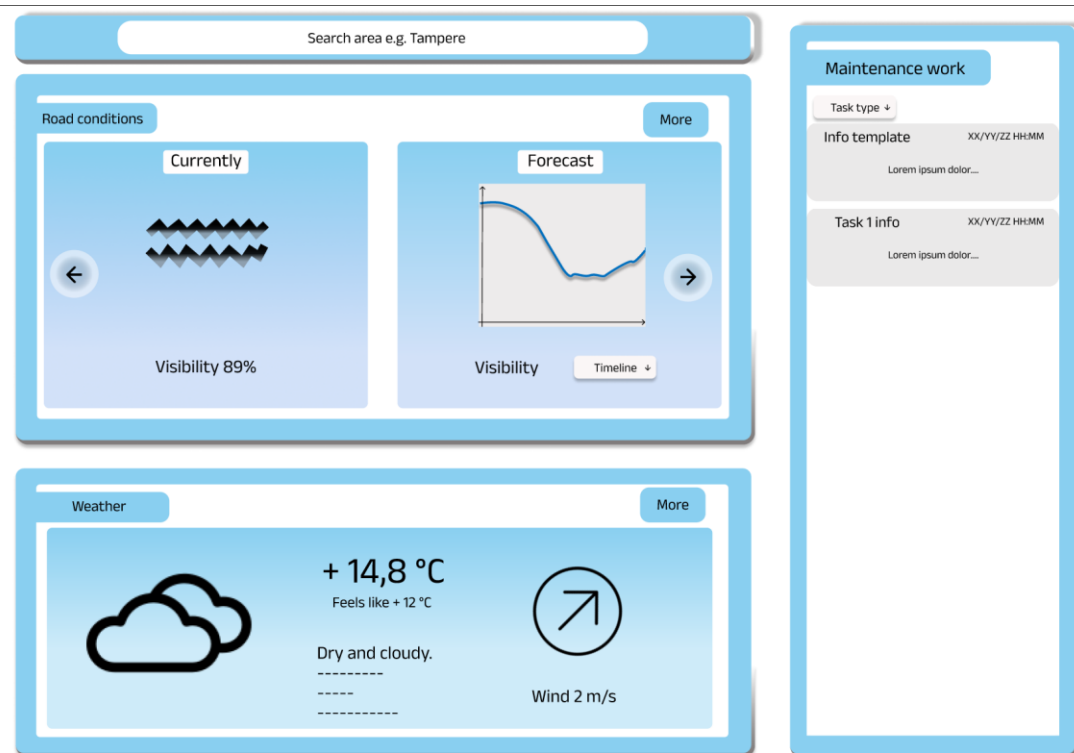 Search area e.g. Tampere
Road conditions
More
Currently
Visibility 89%
Forecast
Visibility
Timeline ↓
Weather
More
+ 14,8 °C
Feels like + 12 °C
Dry and cloudy.
---------
-----
-----------
Wind 2 m/s
Maintenance work
Task type ↓
Info template XX/YY/ZZ HH:MM
Lorem ipsum dolor....
Task 1 info XX/YY/ZZ HH:MM
Lorem ipsum dolor....